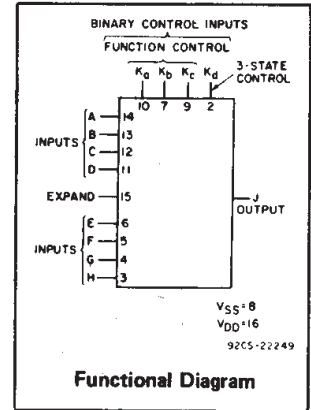 BINARY CONTROL INPUTS
FUNCTION CONTROL
Ka Kb Kc Kd
3-STATE
CONTROL
10 7 9 2
A 14
B 13
INPUTS
C 12
D 11
EXPAND 15
J
OUTPUT
E 6
F 5
INPUTS
G 4
H 3
VSS=8
VDD=16
92CS-22249
Functional Diagram